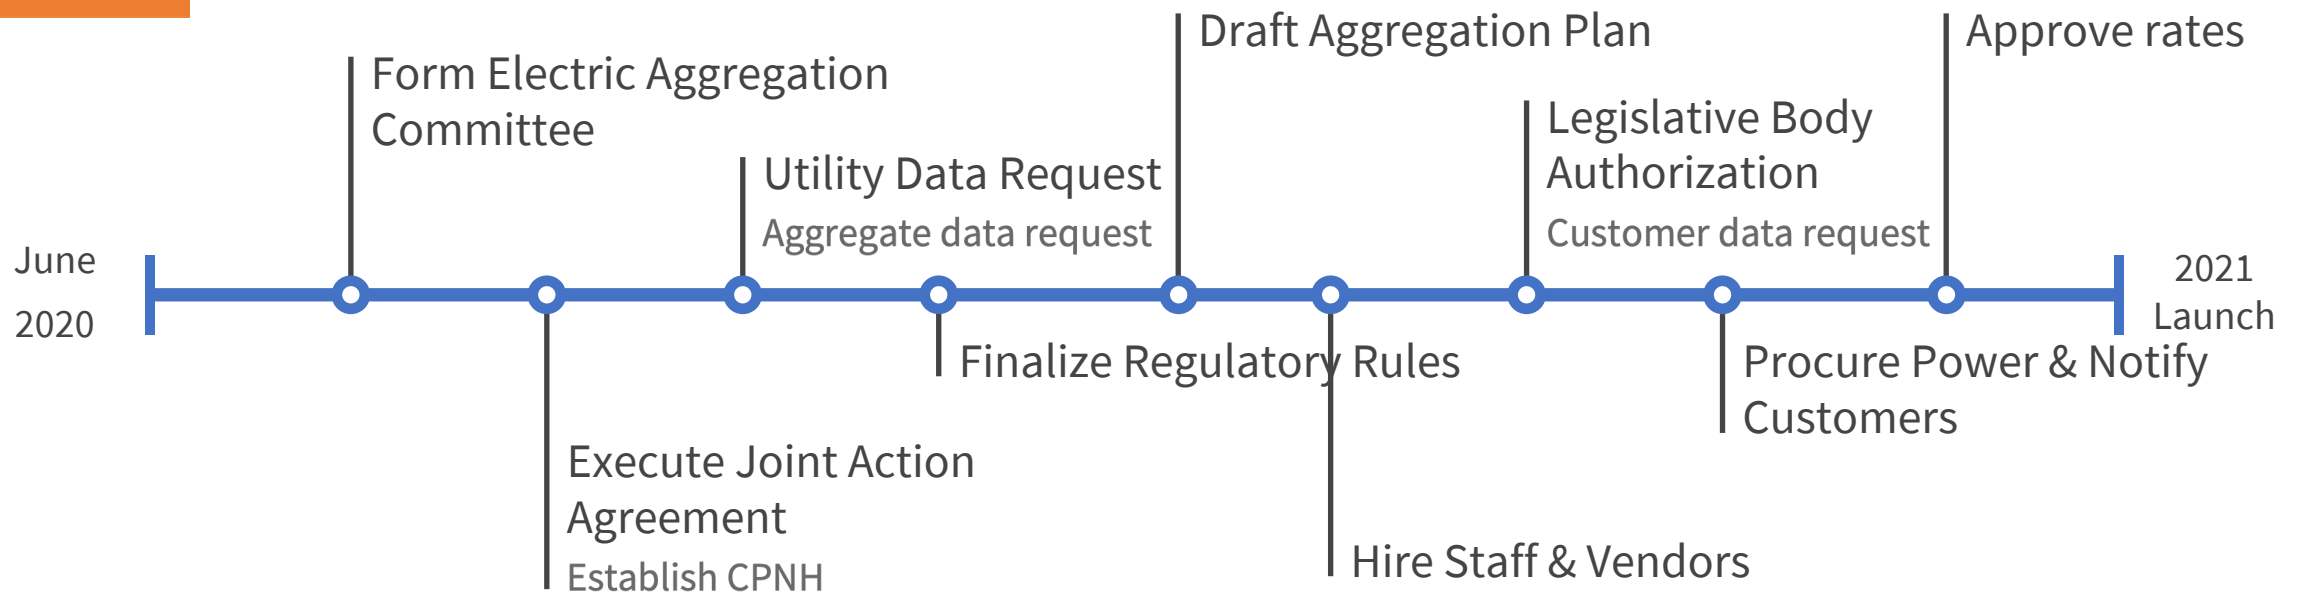 June
2020
Form Electric Aggregation
Committee
Execute Joint Action
Agreement
Establish CPNH
Utility Data Request
Aggregate data request
Finalize Regulatory Rules
Draft Aggregation Plan
Hire Staff & Vendors
Legislative Body
Authorization
Customer data request
Procure Power & Notify
Customers
Approve rates
2021
Launch